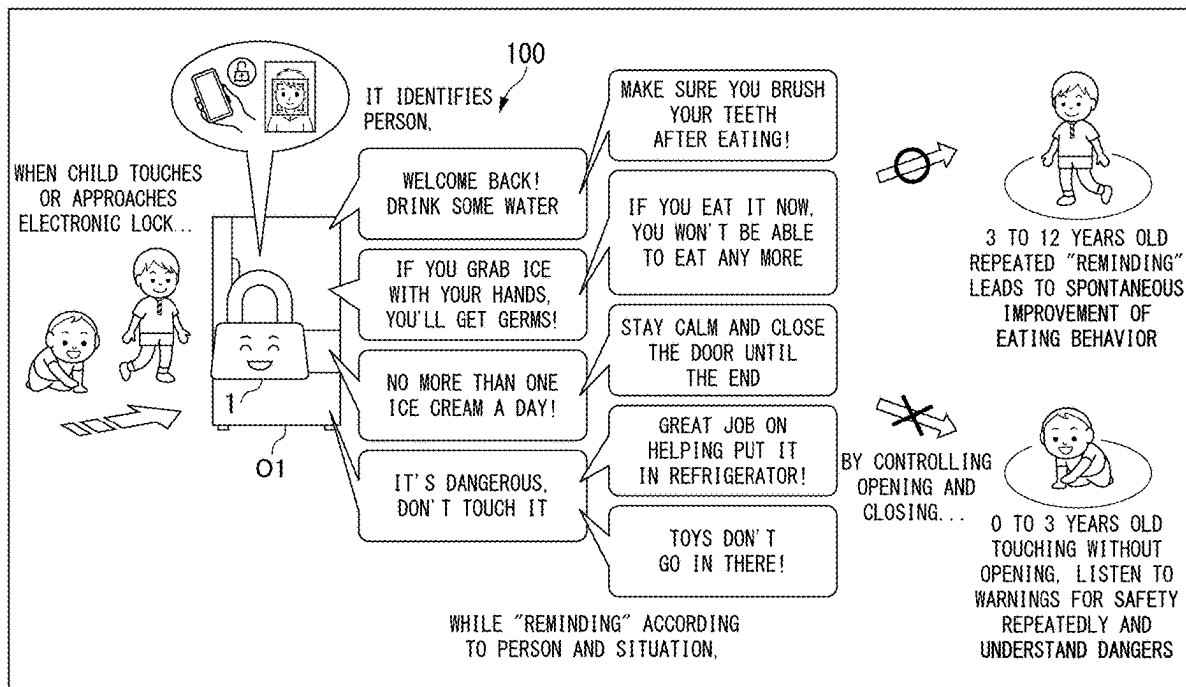 100
IT IDENTIFIES
PERSON,
WHEN CHILD TOUCHES
OR APPROACHES
ELECTRONIC LOCK...
1
O1
WELCOME BACK!
DRINK SOME WATER
IF YOU GRAB ICE
WITH YOUR HANDS,
YOU'LL GET GERMS!
NO MORE THAN ONE
ICE CREAM A DAY!
IT'S DANGEROUS,
DON'T TOUCH IT
MAKE SURE YOU BRUSH
YOUR TEETH
AFTER EATING!
IF YOU EAT IT NOW,
YOU WON'T BE ABLE
TO EAT ANY MORE
STAY CALM AND CLOSE
THE DOOR UNTIL
THE END
GREAT JOB ON
HELPING PUT IT
IN REFRIGERATOR!
TOYS DON'T
GO IN THERE!
WHILE "REMINDING" ACCORDING
TO PERSON AND SITUATION,
3 TO 12 YEARS OLD
REPEATED "REMINDING"
LEADS TO SPONTANEOUS
IMPROVEMENT OF
EATING BEHAVIOR
BY CONTROLLING
OPENING AND
CLOSING...
0 TO 3 YEARS OLD
TOUCHING WITHOUT
OPENING, LISTEN TO
WARNINGS FOR SAFETY
REPEATEDLY AND
UNDERSTAND DANGERS